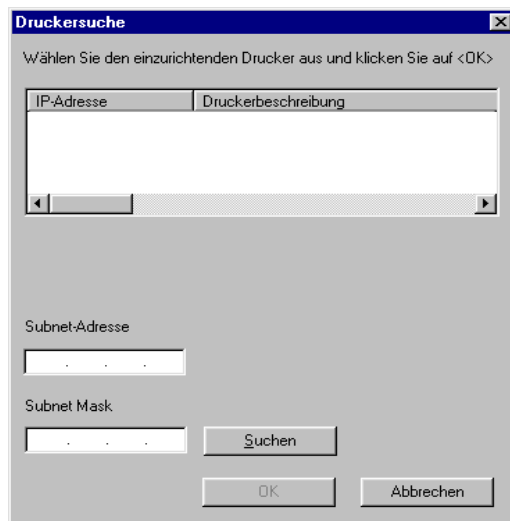 Druckersuche
Wählen Sie den einzurichtenden Drucker aus und klicken Sie auf <OK>
IP-Adresse Druckerbeschreibung
Subnet-Adresse
. . .
Subnet Mask
. . . Suchen
OK Abbrechen